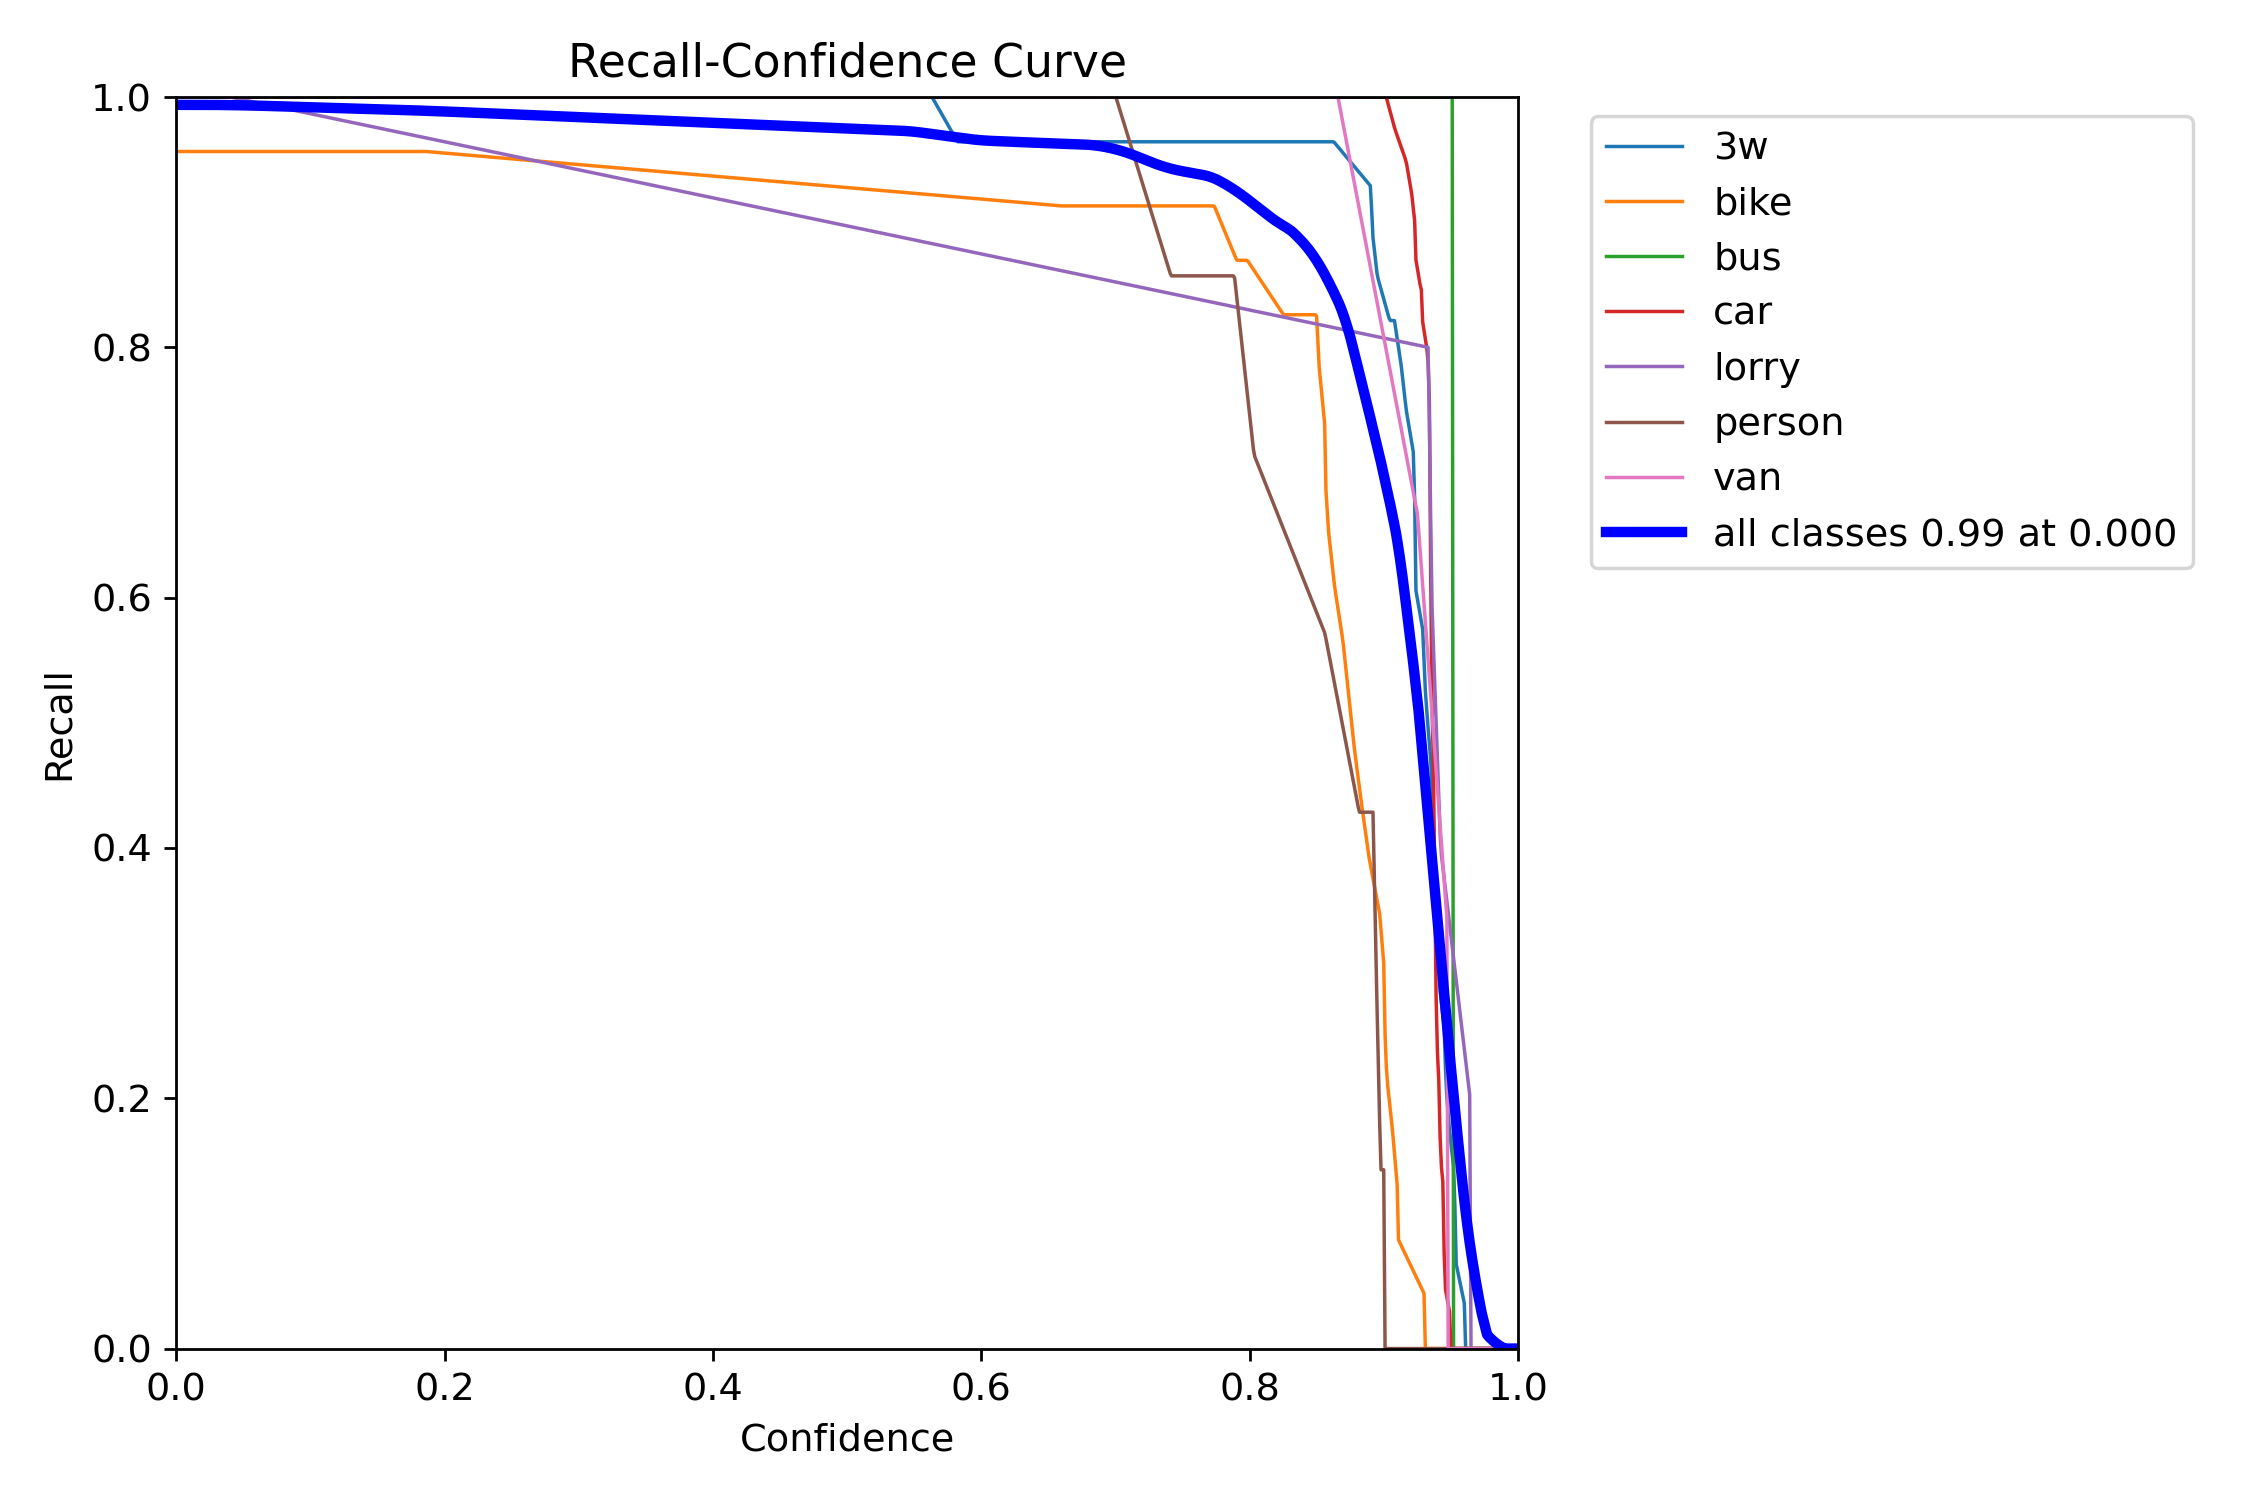 Recall-Confidence Curve
1.0
0.8
0.6
0.4
0.2
0.0
Recall
0.0 0.2 0.4 0.6 0.8 1.0
Confidence
3w
bike
bus
car
lorry
person
van
all classes 0.99 at 0.000